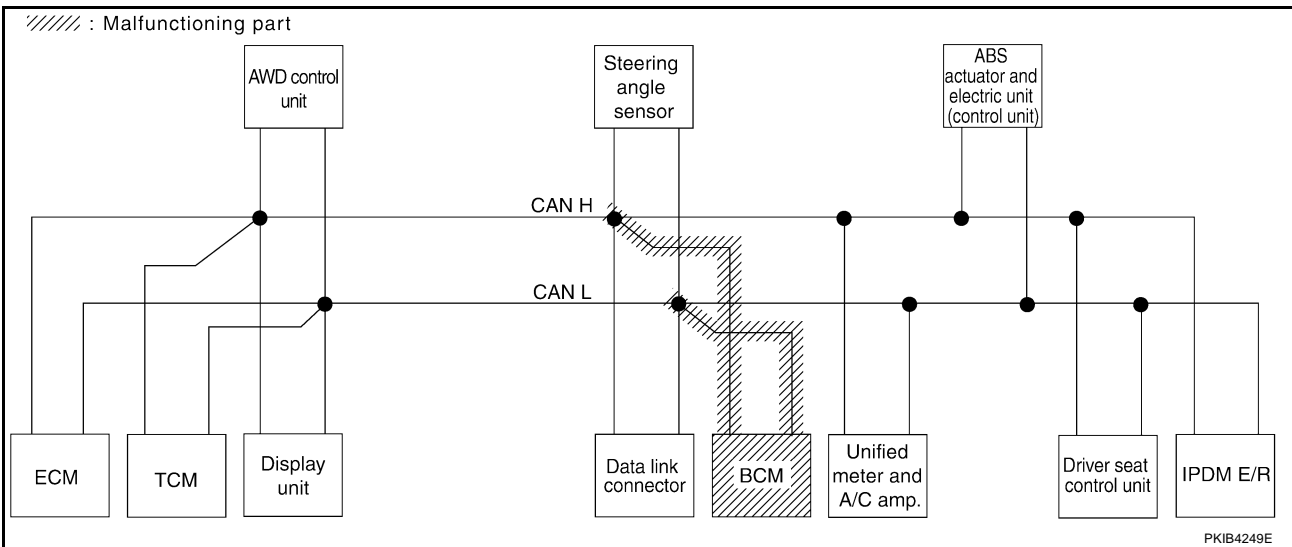 : Malfunctioning part
AWD control
unit
Steering
angle
sensor
ABS
actuator and
electric unit
(control unit)
CAN H
CAN L
ECM
TCM
Display
unit
Data link
connector
BCM
Unified
meter and
A/C amp.
Driver seat
control unit
IPDM E/R
PKIB4249E